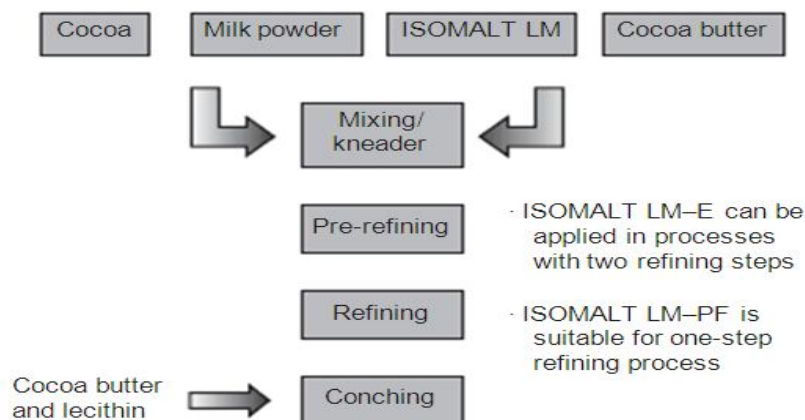 Cocoa
Milk powder
ISOMALT LM
Cocoa butter
Mixing/
kneader
Pre-refining
· ISOMALT LM–E can be
applied in processes
with two refining steps
Refining
· ISOMALT LM–PF is
suitable for one-step
refining process
Cocoa butter
and lecithin
Conching